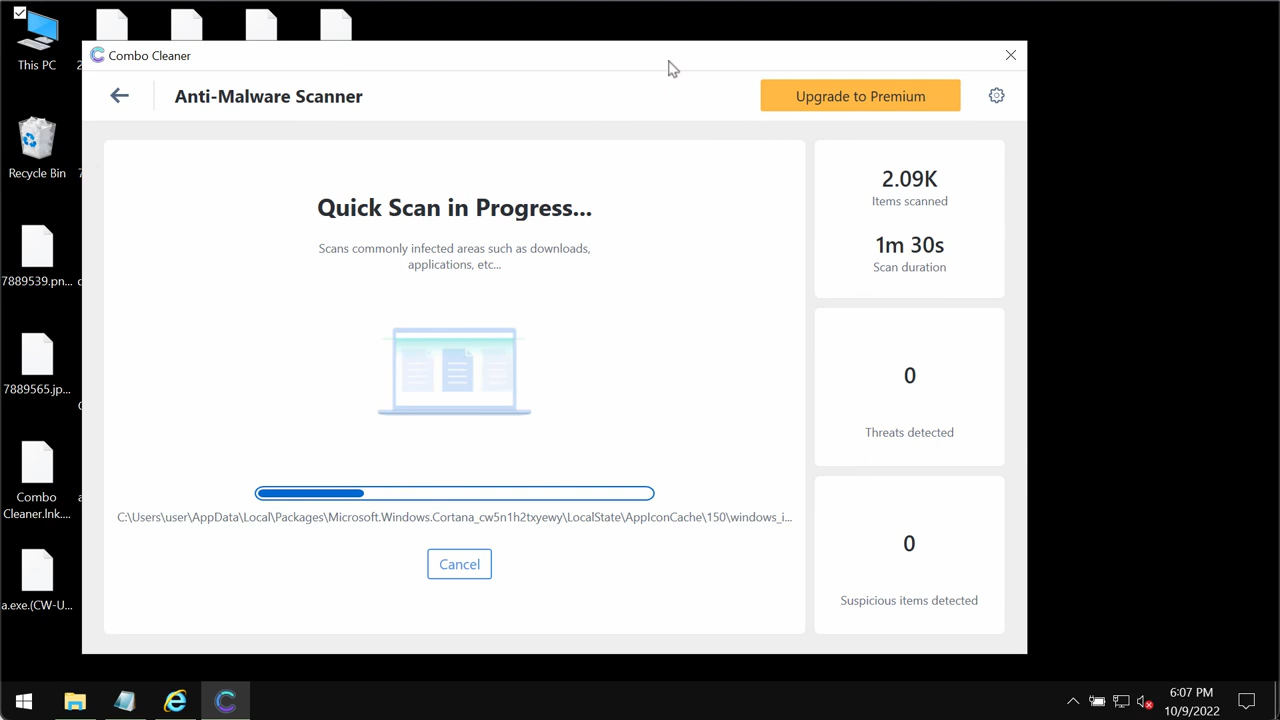 This PC
Recycle Bin
7889539.pn...
7889565.jp...
Combo
Cleaner.lnk....
a.exe.(CW-U...
Combo Cleaner
Anti-Malware Scanner
Upgrade to Premium
Quick Scan in Progress...
Scans commonly infected areas such as downloads,
applications, etc...
C:\Users\user\AppData\Local\Packages\Microsoft.Windows.Cortana_cw5n1h2txyewy\LocalState\AppIconCache\150\windows_i...
Cancel
2.09K
Items scanned
1m 30s
Scan duration
0
Threats detected
0
Suspicious items detected
6:07 PM
10/9/2022